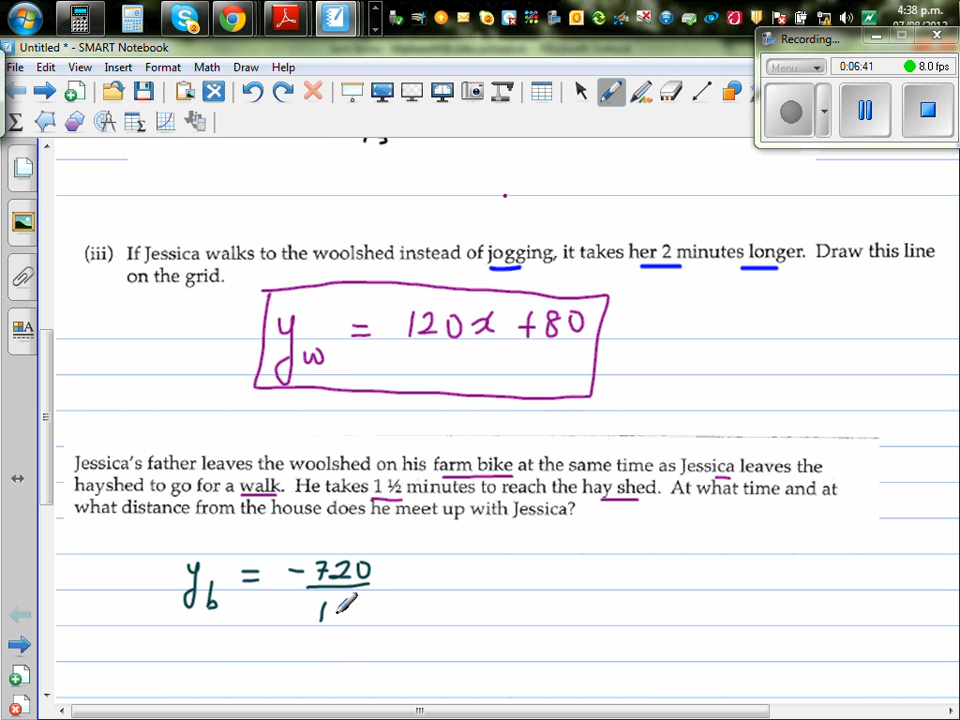 4:38 p.m.
Untitled * - SMART Notebook
Recording...
File Edit View Insert Format Math Draw Help
Menu 0:06:41 8.0 fps
(iii) If Jessica walks to the woolshed instead of jogging, it takes her 2 minutes longer. Draw this line
on the grid.
y_w = 120x + 80
Jessica's father leaves the woolshed on his farm bike at the same time as Jessica leaves the
hayshed to go for a walk. He takes 1 ½ minutes to reach the hay shed. At what time and at
what distance from the house does he meet up with Jessica?
y_b = -720
1